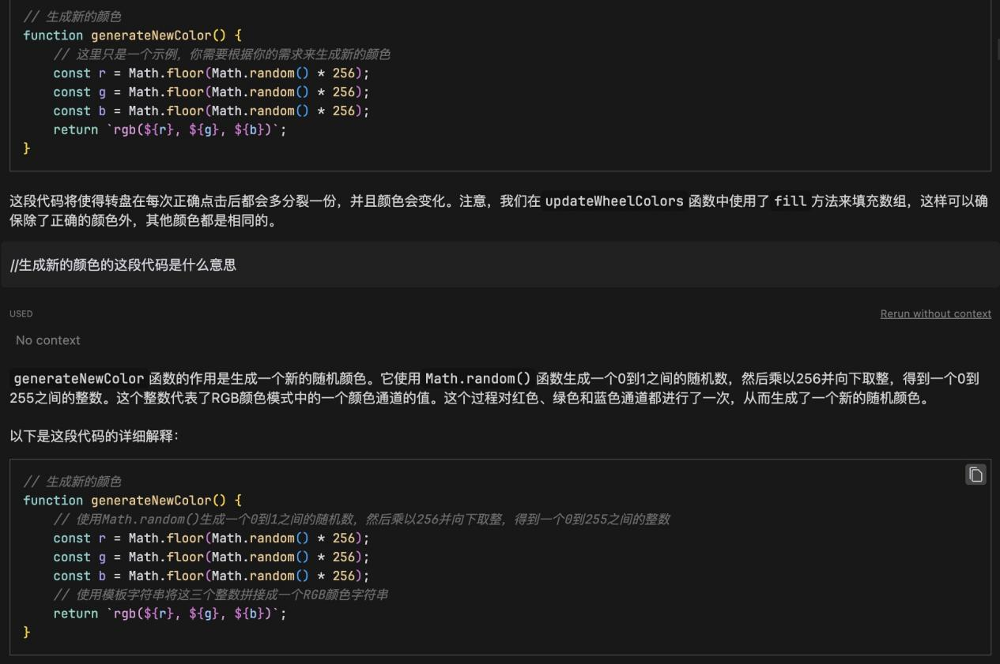 // 生成新的颜色
function generateNewColor() {
    // 这里只是一个示例，你需要根据你的需求来生成新的颜色
    const r = Math.floor(Math.random() * 256);
    const g = Math.floor(Math.random() * 256);
    const b = Math.floor(Math.random() * 256);
    return `rgb(${r}, ${g}, ${b})`;
}
这段代码将使得转盘在每次正确点击后都会多分裂一份，并且颜色会变化。注意，我们在 updateWheelColors 函数中使用了 fill 方法来填充数组，这样可以确
保除了正确的颜色外，其他颜色都是相同的。
//生成新的颜色的这段代码是什么意思
USED
Rerun without context
No context
generateNewColor 函数的作用是生成一个新的随机颜色。它使用 Math.random() 函数生成一个0到1之间的随机数，然后乘以256并向下取整，得到一个0到
255之间的整数。这个整数代表了RGB颜色模式中的一个颜色通道的值。这个过程对红色、绿色和蓝色通道都进行了一次，从而生成了一个新的随机颜色。
以下是这段代码的详细解释：
// 生成新的颜色
function generateNewColor() {
    // 使用Math.random()生成一个0到1之间的随机数，然后乘以256并向下取整，得到一个0到255之间的整数
    const r = Math.floor(Math.random() * 256);
    const g = Math.floor(Math.random() * 256);
    const b = Math.floor(Math.random() * 256);
    // 使用模板字符串将这三个整数拼接成一个RGB颜色字符串
    return `rgb(${r}, ${g}, ${b})`;
}